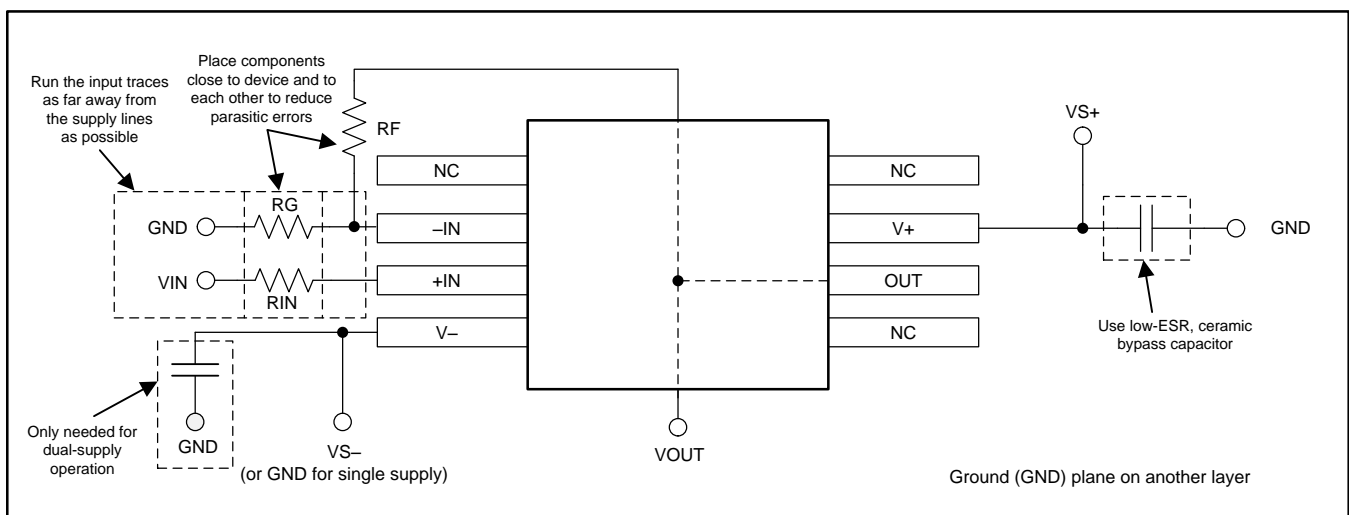 Run the input traces
as far away from
the supply lines
as possible
Place components
close to device and to
each other to reduce
parasitic errors
RF
VS+
NC
NC
RG
GND
–IN
V+
GND
VIN
RIN
+IN
OUT
V–
NC
Use low-ESR, ceramic
bypass capacitor
Only needed for
dual-supply
operation
GND
VS–
(or GND for single supply)
VOUT
Ground (GND) plane on another layer